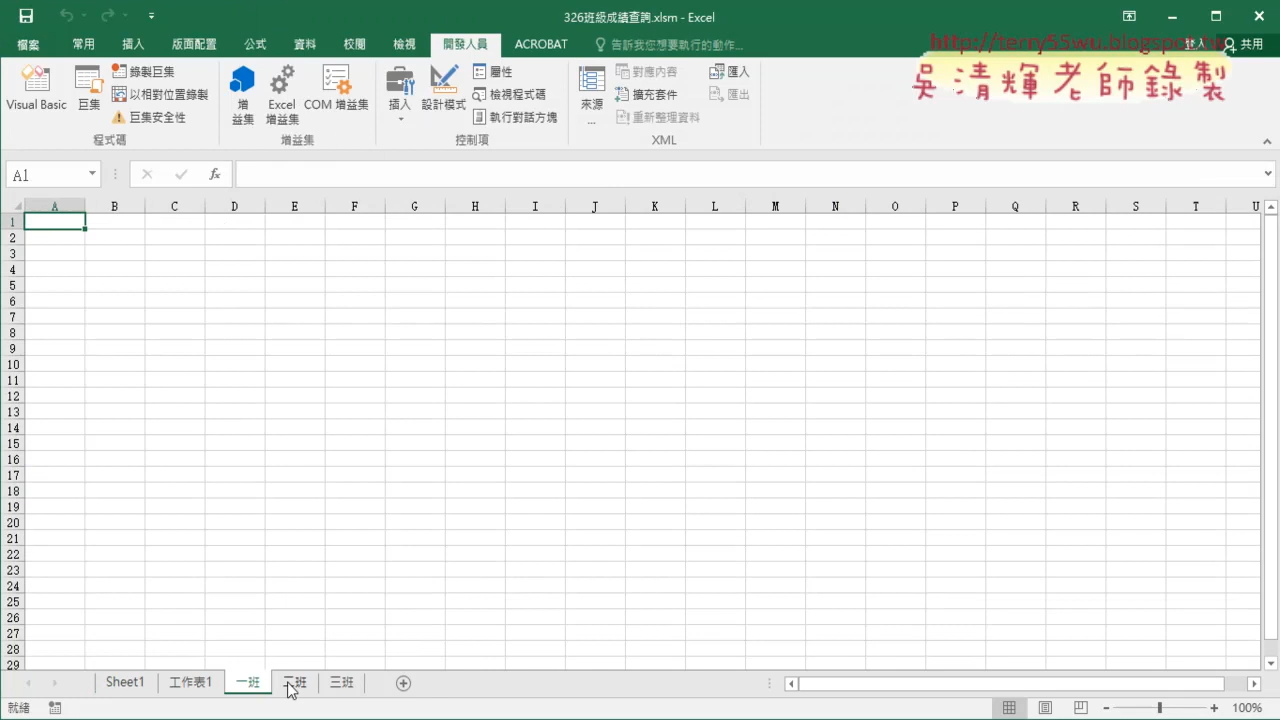 326班級成績查詢.xlsm - Excel
檔案 常用 插入 版面配置 公式 資料 校閱 檢視 開發人員 ACROBAT 告訴我您想要執行的動作... 共用
http://terry55wu.blogspot.tw
吳清輝老師錄製
Visual Basic 巨集 錄製巨集 以相對位置錄製 巨集安全性
增益集 Excel 增益集 COM 增益集
插入 設計模式 屬性 檢視程式碼 執行對話方塊
來源... 對應內容 擴充套件 重新整理資料 匯入 匯出
程式碼 增益集 控制項 XML
A1 fx
A B C D E F G H I J K L M N O P Q R S T U
1
2
3
4
5
6
7
8
9
10
11
12
13
14
15
16
17
18
19
20
21
22
23
24
25
26
27
28
29
Sheet1 工作表1 一班 二班 三班
就緒 100%